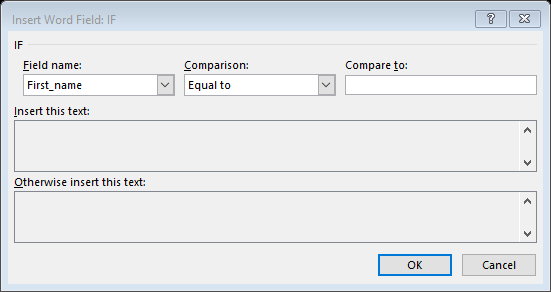 Insert Word Field: IF
IF
Field name: Comparison: Compare to:
First_name Equal to
Insert this text:
Otherwise insert this text:
OK Cancel